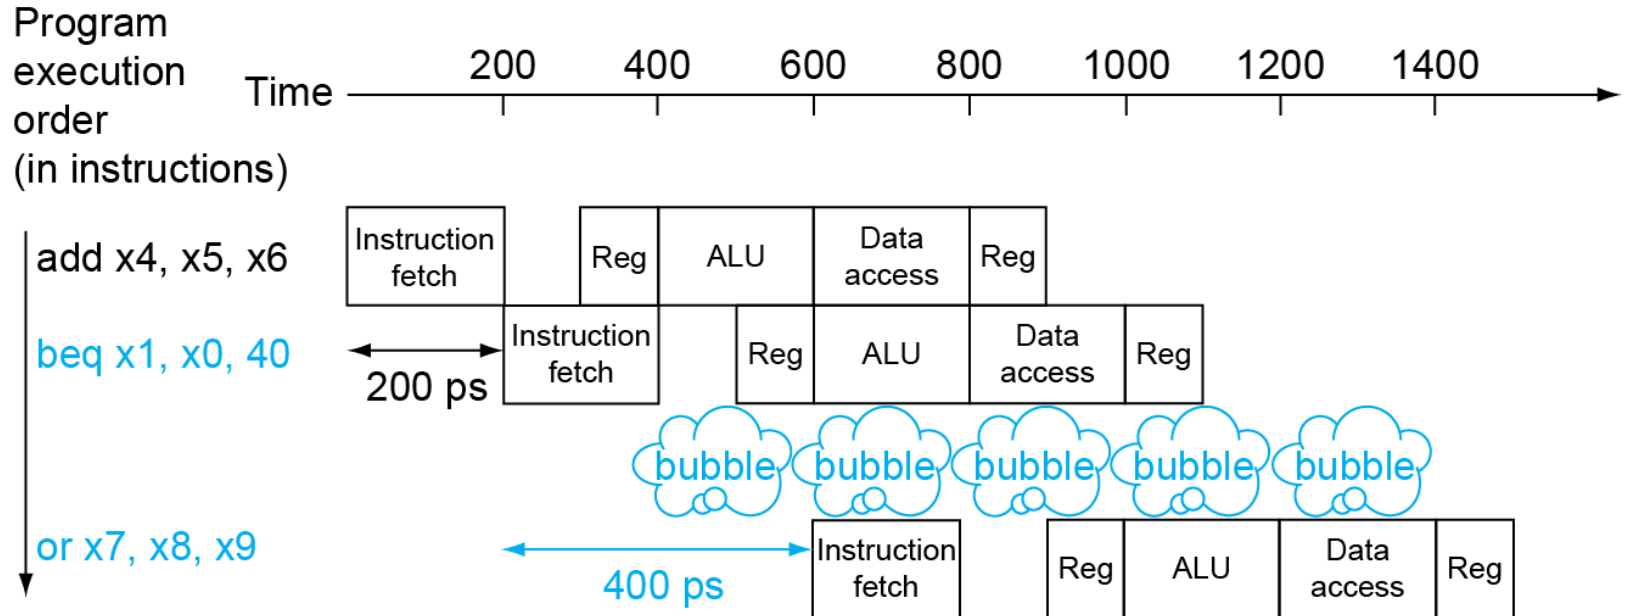 Program
execution
order
(in instructions)
Time
200 400 600 800 1000 1200 1400
add x4, x5, x6
Instruction
fetch
Reg
ALU
Data
access
Reg
beq x1, x0, 40
200 ps
Instruction
fetch
Reg
ALU
Data
access
Reg
bubble bubble bubble bubble bubble
or x7, x8, x9
400 ps
Instruction
fetch
Reg
ALU
Data
access
Reg